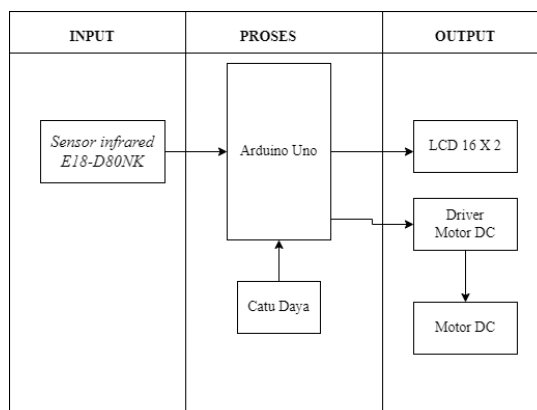 INPUT
PROSES
OUTPUT
Sensor infrared
E18-D80NK
Arduino Uno
LCD 16 X 2
Driver
Motor DC
Catu Daya
Motor DC